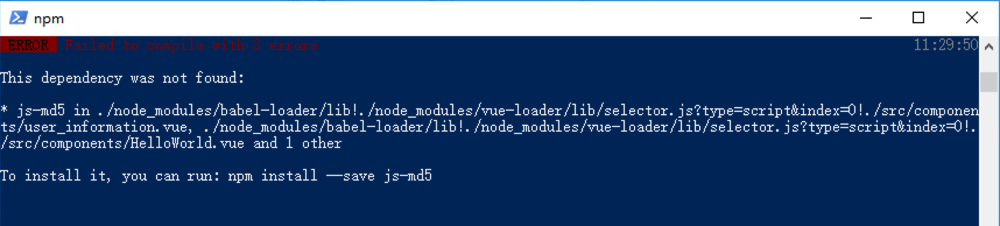 npm
ERROR Failed to compile with 3 errors 11:29:50
This dependency was not found:
* js-md5 in ./node_modules/babel-loader/lib!./node_modules/vue-loader/lib/selector.js?type=script&index=0!./src/componen
ts/user_information.vue, ./node_modules/babel-loader/lib!./node_modules/vue-loader/lib/selector.js?type=script&index=0!.
/src/components/HelloWorld.vue and 1 other
To install it, you can run: npm install --save js-md5